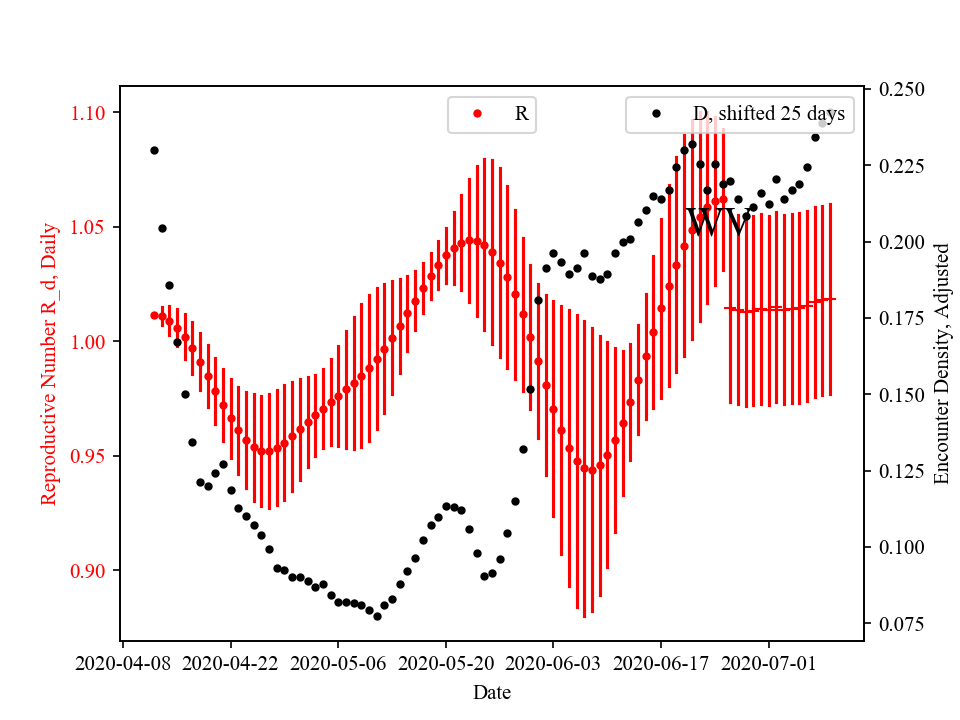 R
D, shifted 25 days
WV
Reproductive Number R_d, Daily
1.10
1.05
1.00
0.95
0.90
0.250
0.225
0.200
0.175
0.150
0.125
0.100
0.075
Encounter Density, Adjusted
2020-04-08 2020-04-22 2020-05-06 2020-05-20 2020-06-03 2020-06-17 2020-07-01
Date